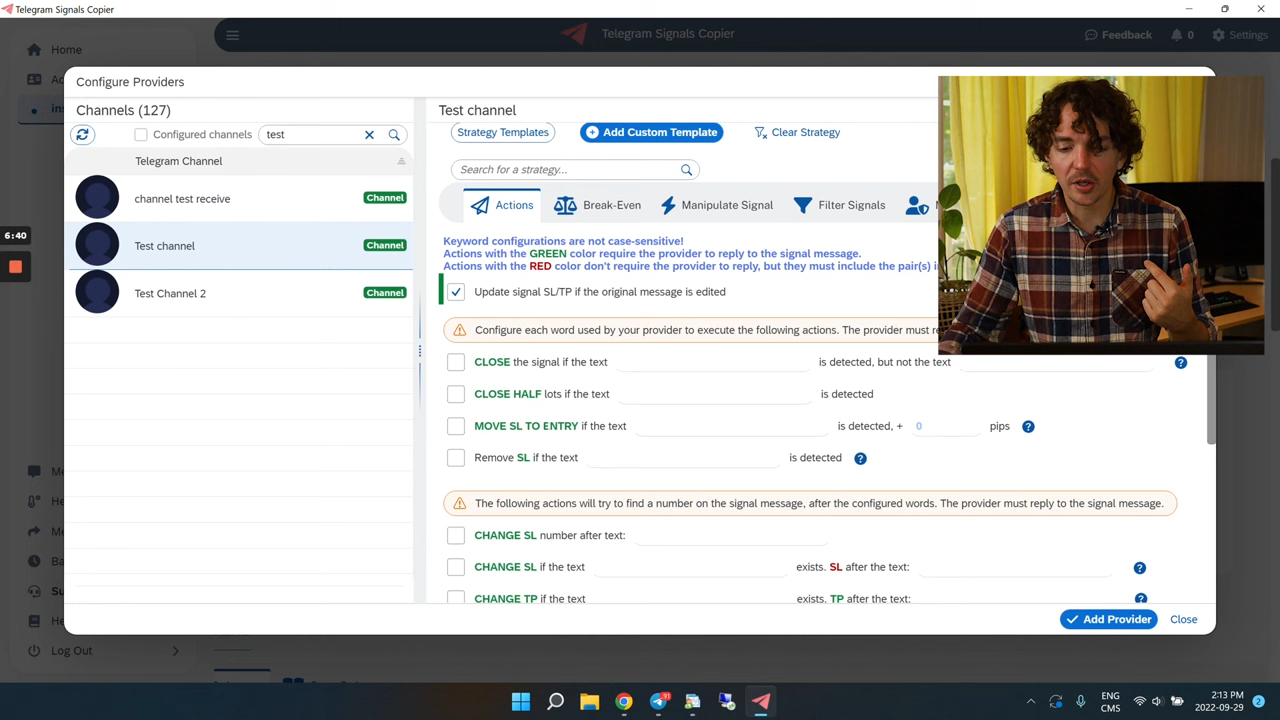 Telegram Signals Copier
Home
Telegram Signals Copier
Feedback
0
Settings
Configure Providers
Channels (127)
Configured channels
test
Telegram Channel
channel test receive
Channel
Test channel
Channel
Test Channel 2
Channel
6:40
Test channel
Strategy Templates
Add Custom Template
Clear Strategy
Search for a strategy...
Actions
Break-Even
Manipulate Signal
Filter Signals
Keyword configurations are not case-sensitive!
Actions with the GREEN color require the provider to reply to the signal message.
Actions with the RED color don't require the provider to reply, but they must include the pair(s)
Update signal SL/TP if the original message is edited
Configure each word used by your provider to execute the following actions. The provider must
CLOSE the signal if the text is detected, but not the text
CLOSE HALF lots if the text is detected
MOVE SL TO ENTRY if the text is detected, + 0 pips
Remove SL if the text is detected
The following actions will try to find a number on the signal message, after the configured words. The provider must reply to the signal message.
CHANGE SL number after text:
CHANGE SL if the text exists. SL after the text:
CHANGE TP if the text exists. TP after the text:
Add Provider
Close
Log Out
91
ENG
CMS
2:13 PM
2022-09-29
2